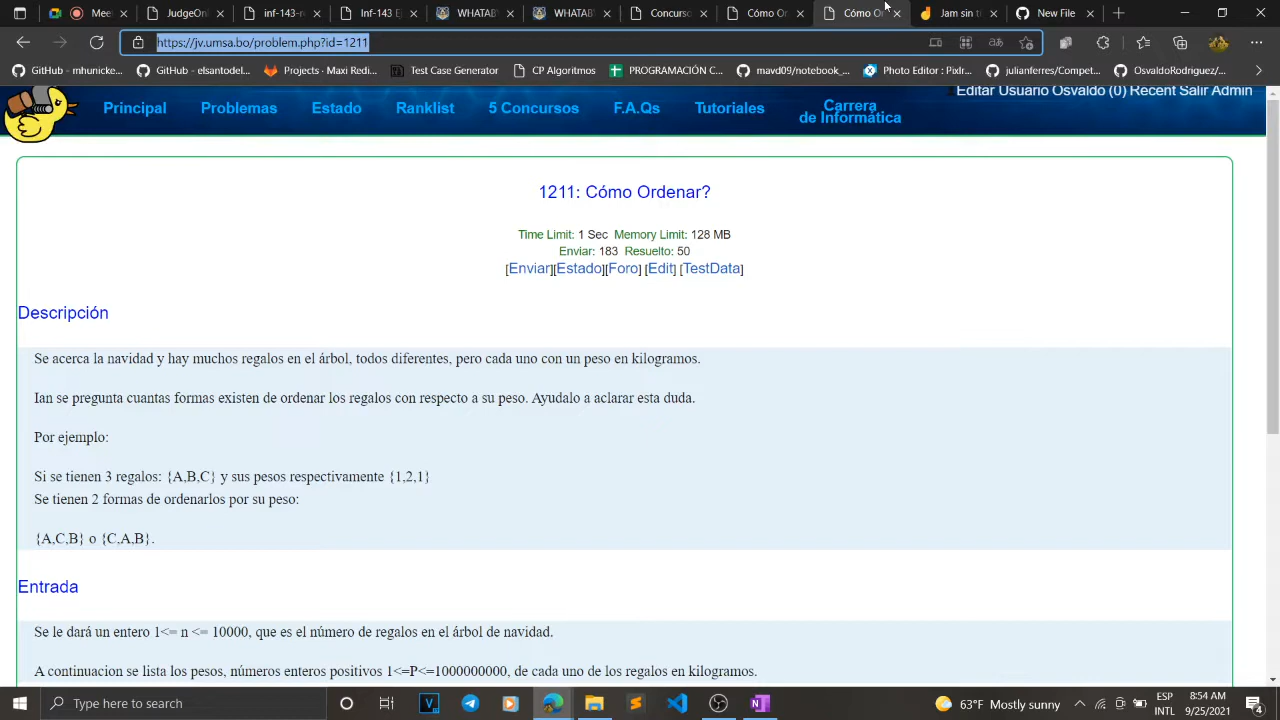 Meet
JudgeOnl
inf-143-r
Inf-143 Ej
WHATAB
WHATAB
Concurso
mo Or
Cómo O
Jam sin t
New File
https://jv.umsa.bo/problem.php?id=1211
GitHub - mhunicke...
GitHub - elsantodel...
Projects · Maxi Redi...
Test Case Generator
CP Algoritmos
PROGRAMACIÓN C...
mavd09/notebook_...
Photo Editor : Pixlr...
julianferres/Compet...
OsvaldoRodriguez/...
Editar Usuario Osvaldo (0) Recent Salir Admin
Principal
Problemas
Estado
Ranklist
5 Concursos
F.A.Qs
Tutoriales
Carrera
de Informática
1211: Cómo Ordenar?
Time Limit: 1 Sec Memory Limit: 128 MB
Enviar: 183 Resuelto: 50
[Enviar][Estado][Foro] [Edit] [TestData]
Descripción
Se acerca la navidad y hay muchos regalos en el árbol, todos diferentes, pero cada uno con un peso en kilogramos.
Ian se pregunta cuantas formas existen de ordenar los regalos con respecto a su peso. Ayudalo a aclarar esta duda.
Por ejemplo:
Si se tienen 3 regalos: {A,B,C} y sus pesos respectivamente {1,2,1}
Se tienen 2 formas de ordenarlos por su peso:
{A,C,B} o {C,A,B}.
Entrada
Se le dará un entero 1<= n <= 10000, que es el número de regalos en el árbol de navidad.
A continuacion se lista los pesos, números enteros positivos 1<=P<=1000000000, de cada uno de los regalos en kilogramos.
Type here to search
63°F Mostly sunny
ESP
INTL
8:54 AM
9/25/2021
4